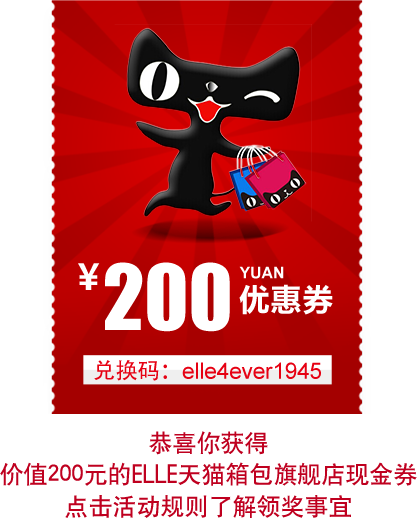 ¥200 YUAN
优惠券
兑换码：elle4ever1945
恭喜你获得
价值200元的ELLE天猫箱包旗舰店现金券
点击活动规则了解领奖事宜